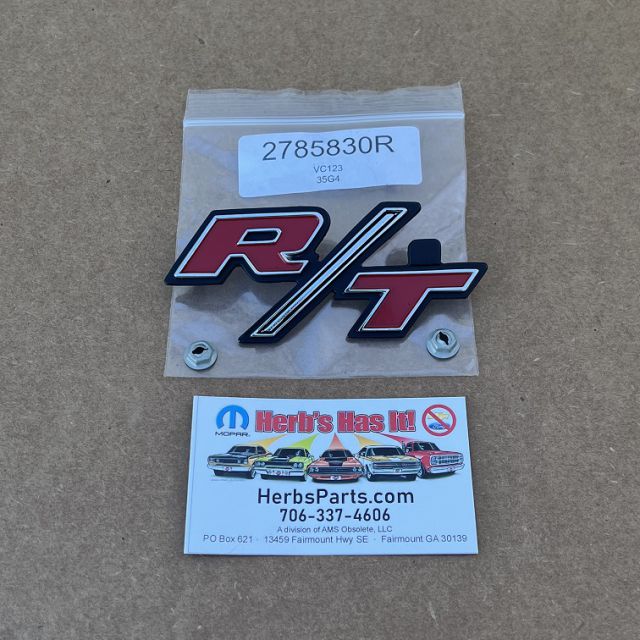 2785830R
VC123
35G4
R/T
MOPAR
Herb's Has It!
HerbsParts.com
706-337-4606
A division of AMS Obsolete, LLC
PO Box 621 · 13459 Fairmount Hwy SE · Fairmount GA 30139